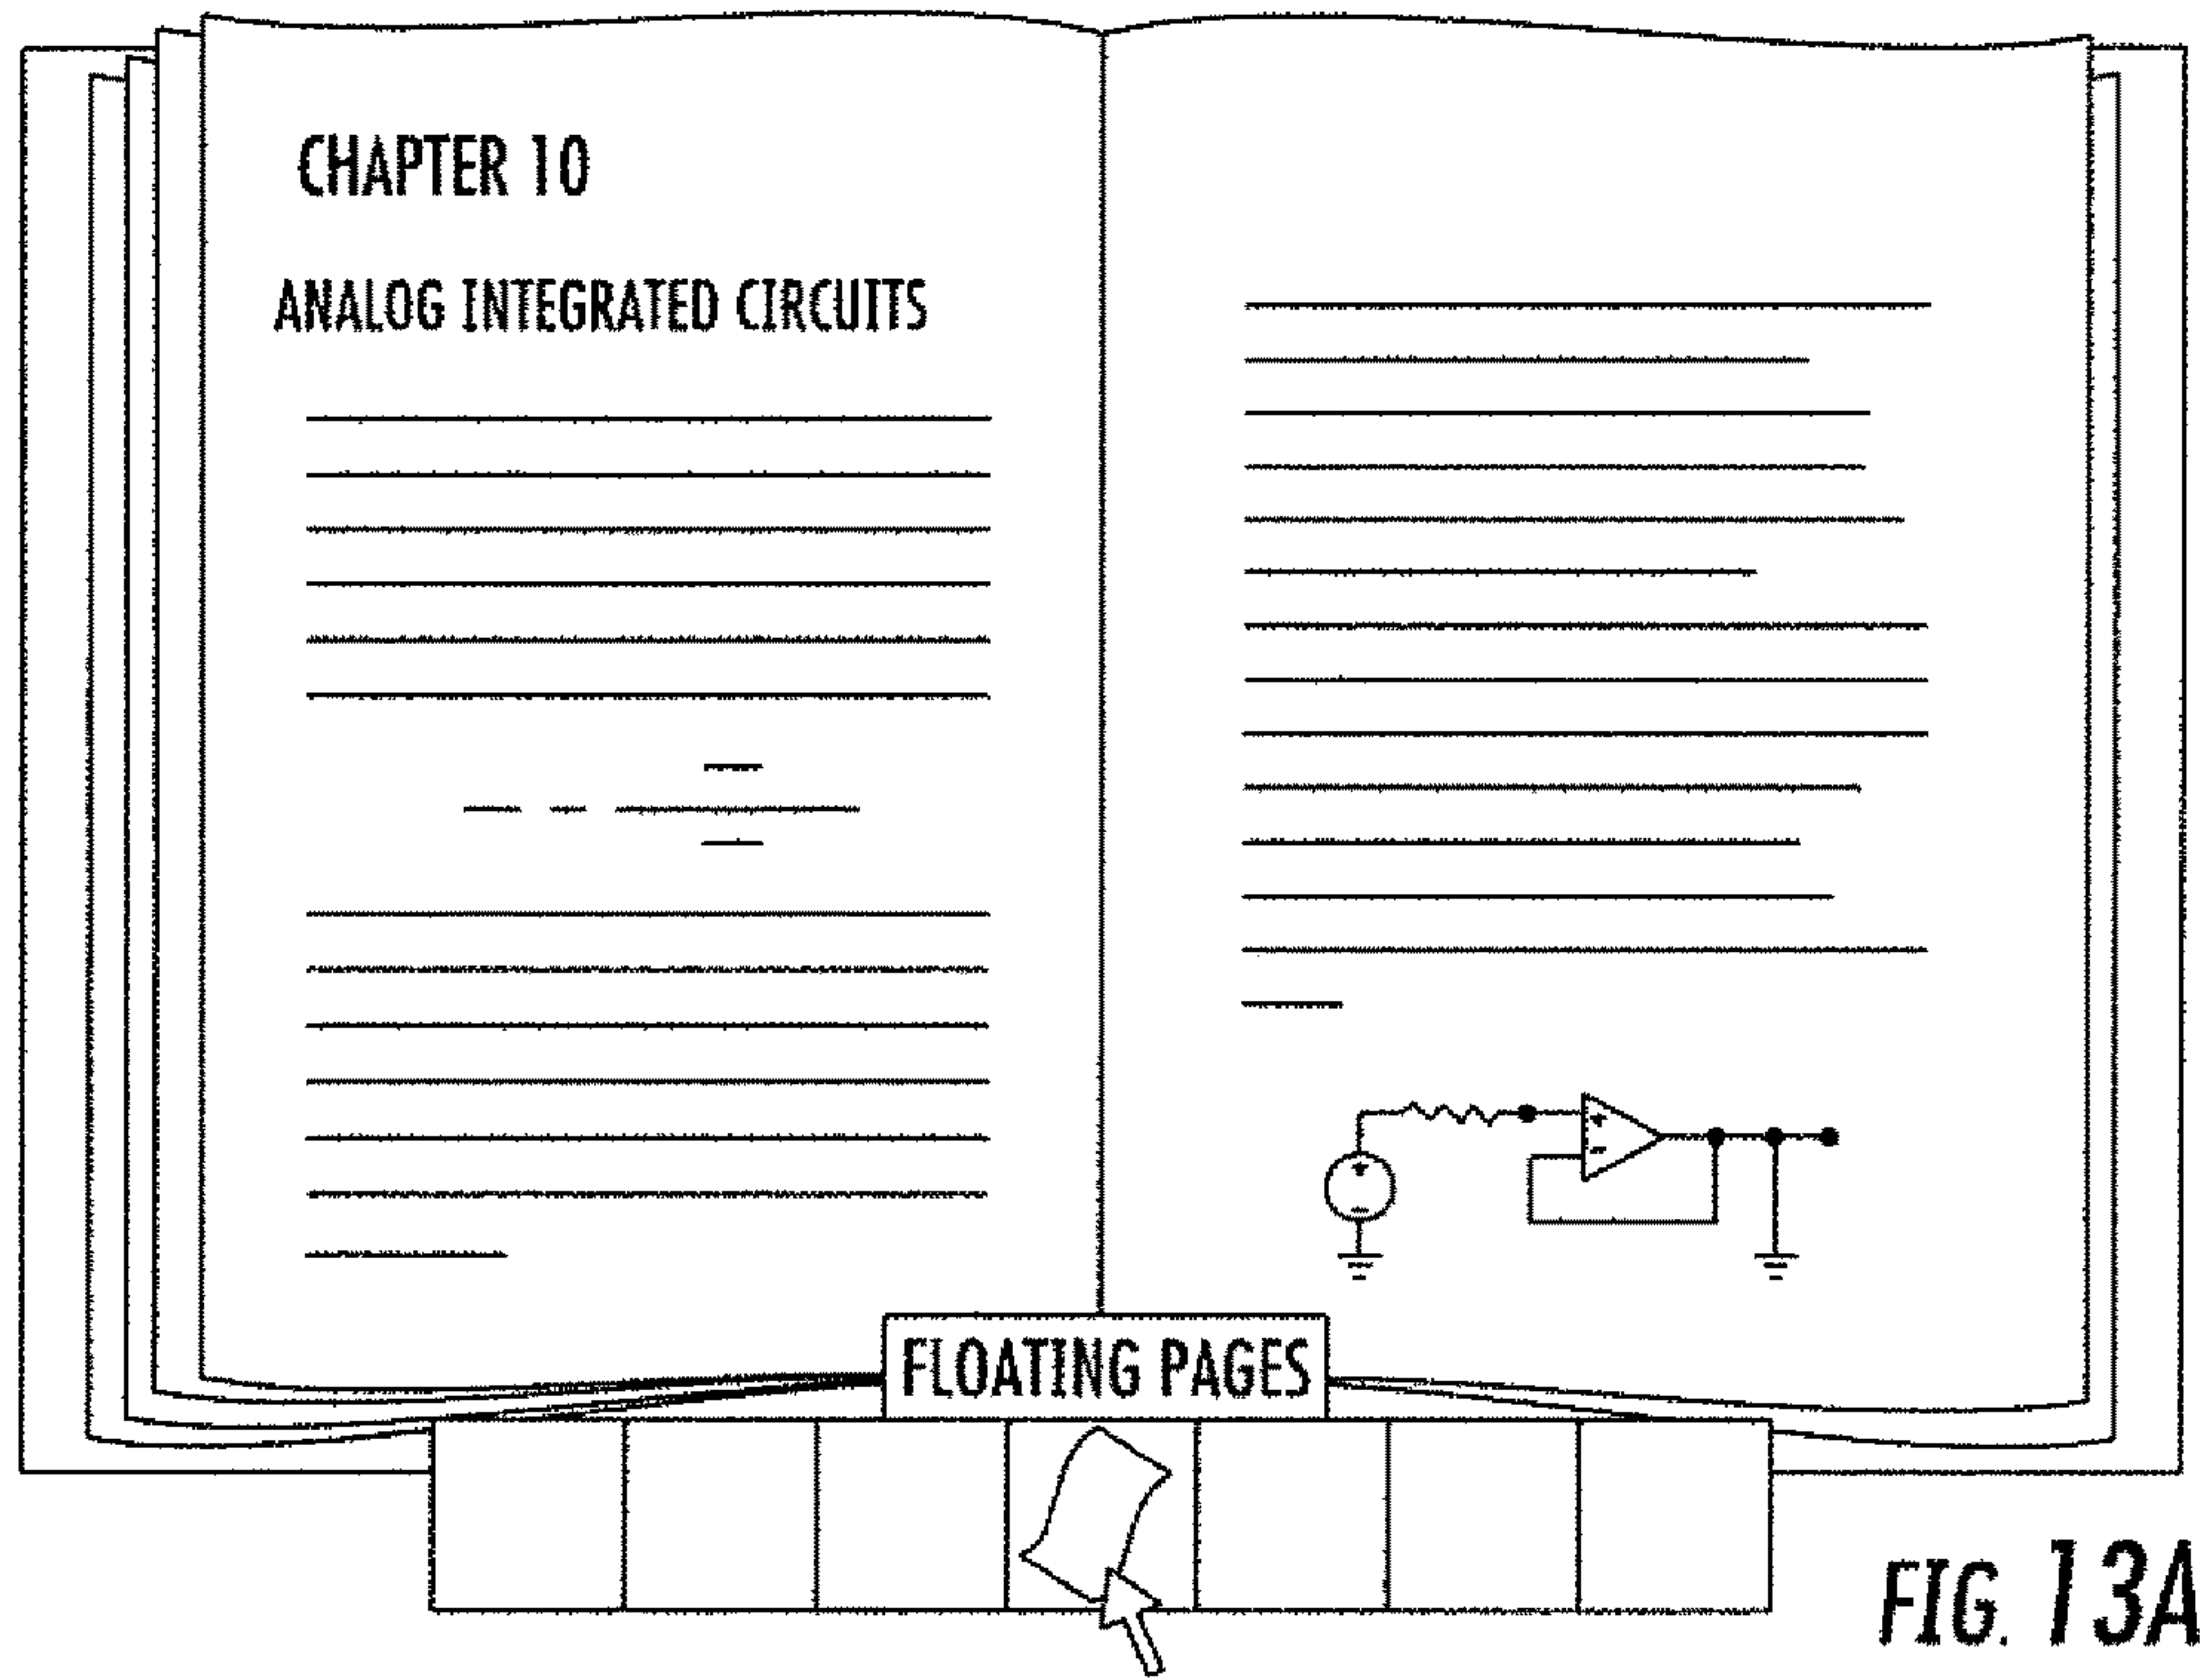 CHAPTER 10
ANALOG INTEGRATED CIRCUITS
+
-
+
-
FLOATING PAGES
FIG. 13A